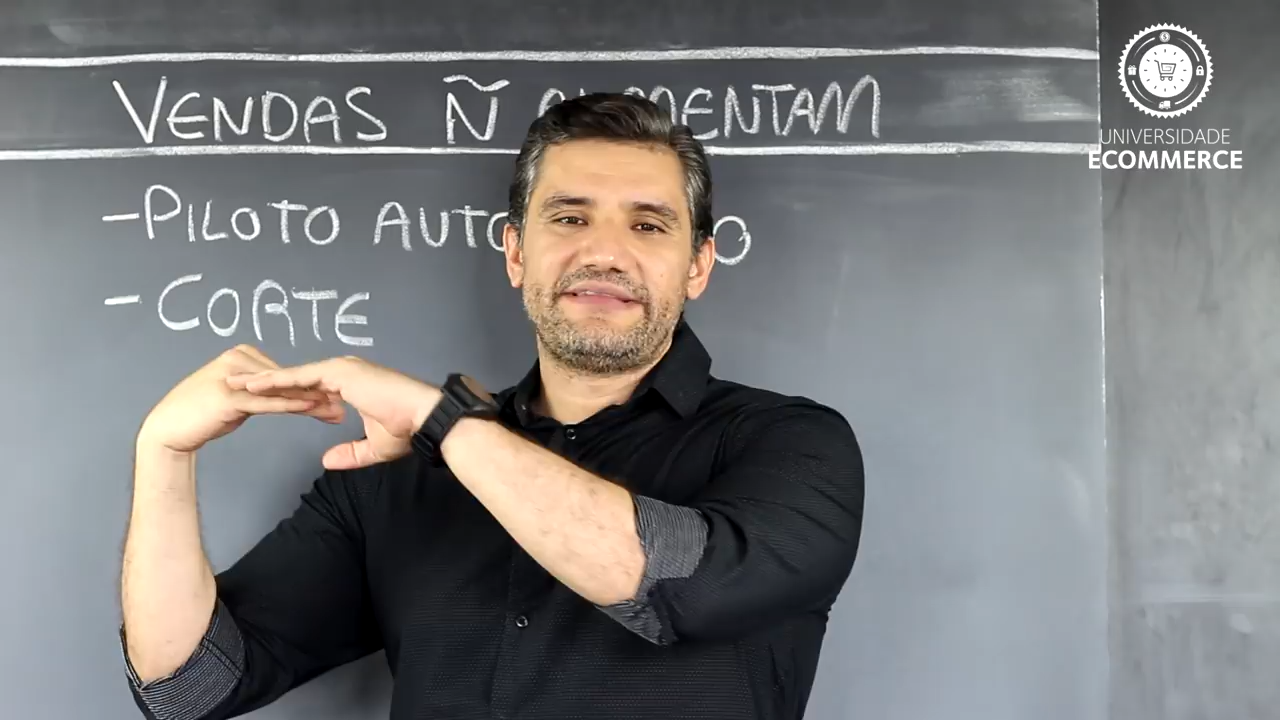 VENDAS Ñ
- PILOTO
- CORTE
UNIVERSIDADE
ECOMMERCE